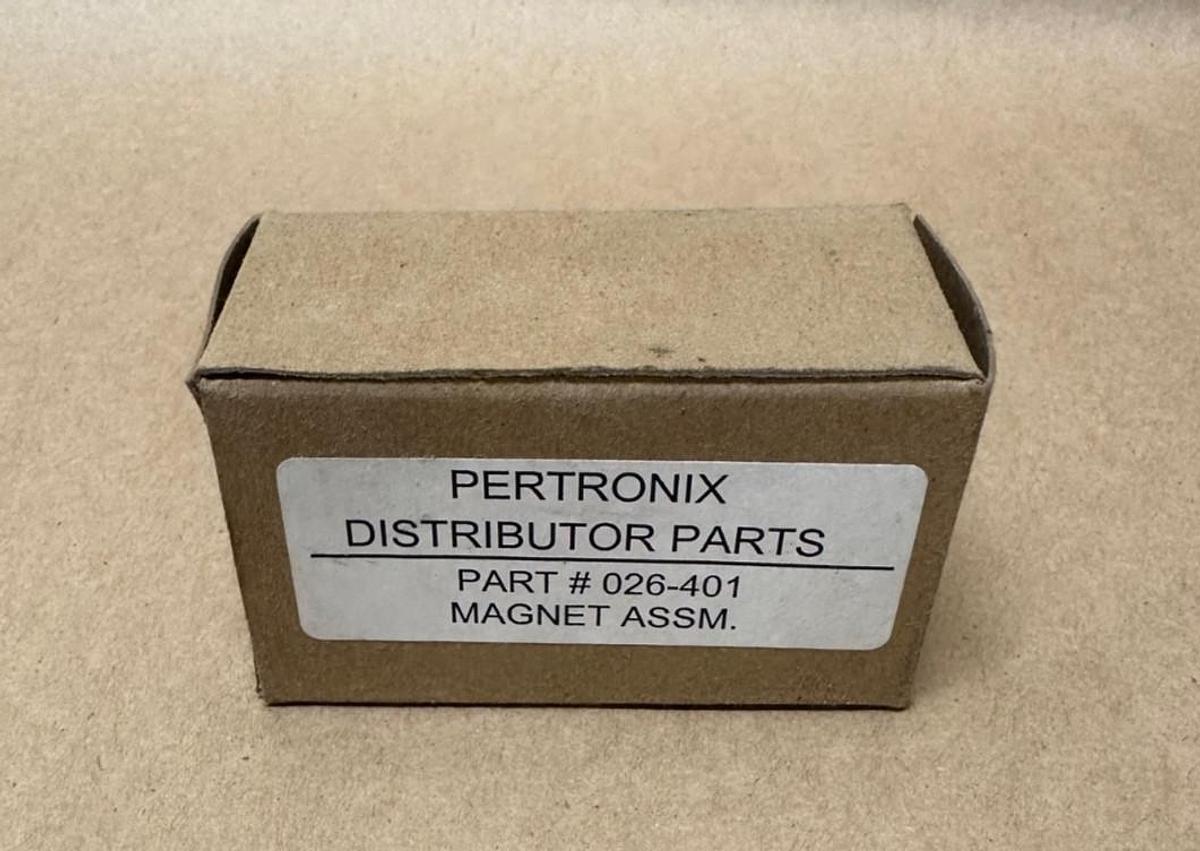 PERTRONIX
DISTRIBUTOR PARTS
PART # 026-401
MAGNET ASSM.